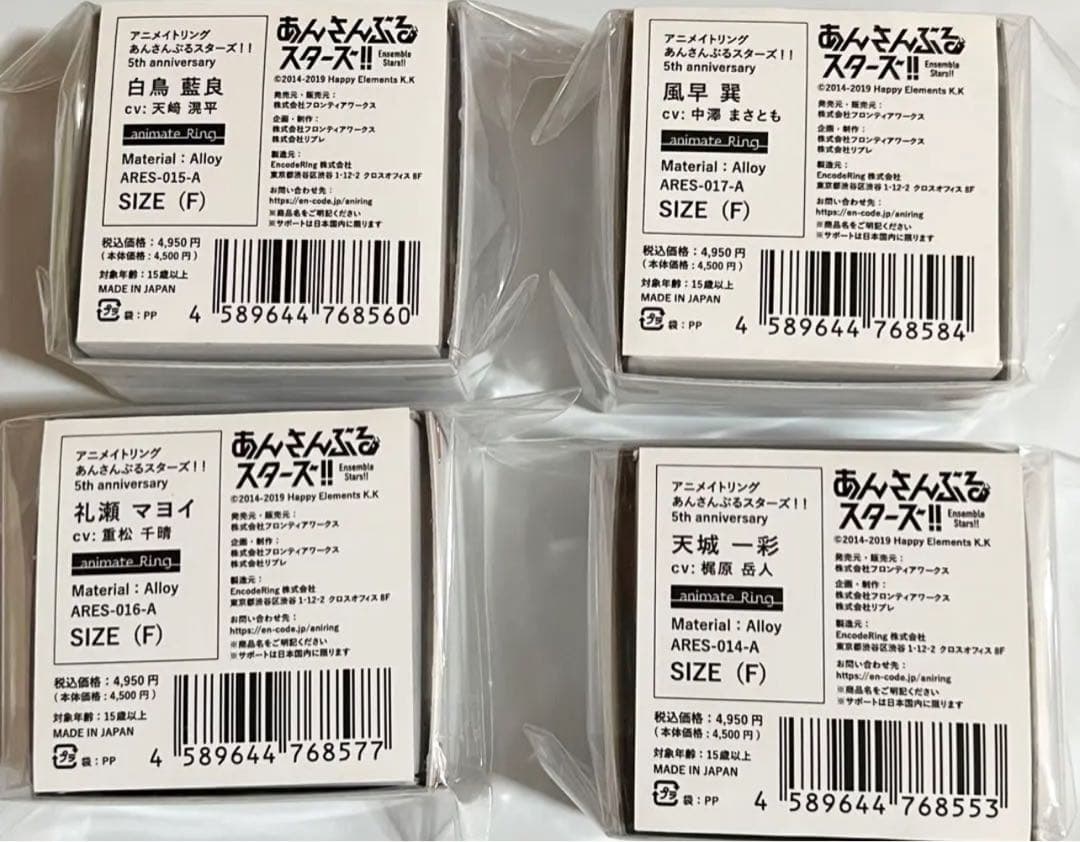 アニメイトリング
あんさんぶるスターズ!!
5th anniversary
白鳥 藍良
cv: 天﨑 滉平
animate Ring
Material：Alloy
ARES-015-A
SIZE（F）
あんさんぶる
スターズ!!
Ensemble
Stars!!
©2014-2019 Happy Elements K.K
発売元・販売元：
株式会社フロンティアワークス
企画・制作：
株式会社フロンティアワークス
株式会社リブレ
製造元：
EncodeRing 株式会社
東京都渋谷区渋谷 1-12-2 クロスオフィス 8F
お問い合わせ先：
https://en-code.jp/aniring
※商品名をご明記ください
※サポートは日本国内に限ります
税込価格：4,950 円
（本体価格：4,500 円）
対象年齢：15歳以上
MADE IN JAPAN
プラ 袋：PP
4 589644 768560
アニメイトリング
あんさんぶるスターズ!!
5th anniversary
風早 巽
cv: 中澤 まさとも
animate Ring
Material：Alloy
ARES-017-A
SIZE（F）
あんさんぶる
スターズ!!
Ensemble
Stars!!
©2014-2019 Happy Elements K.K
発売元・販売元：
株式会社フロンティアワークス
企画・制作：
株式会社フロンティアワークス
株式会社リブレ
製造元：
EncodeRing 株式会社
東京都渋谷区渋谷 1-12-2 クロスオフィス 8F
お問い合わせ先：
https://en-code.jp/aniring
※商品名をご明記ください
※サポートは日本国内に限ります
税込価格：4,950 円
（本体価格：4,500 円）
対象年齢：15歳以上
MADE IN JAPAN
プラ 袋：PP
4 589644 768584
アニメイトリング
あんさんぶるスターズ!!
5th anniversary
礼瀬 マヨイ
cv: 重松 千晴
animate Ring
Material：Alloy
ARES-016-A
SIZE（F）
あんさんぶる
スターズ!!
Ensemble
Stars!!
©2014-2019 Happy Elements K.K
発売元・販売元：
株式会社フロンティアワークス
企画・制作：
株式会社フロンティアワークス
株式会社リブレ
製造元：
EncodeRing 株式会社
東京都渋谷区渋谷 1-12-2 クロスオフィス 8F
お問い合わせ先：
https://en-code.jp/aniring
※商品名をご明記ください
※サポートは日本国内に限ります
税込価格：4,950 円
（本体価格：4,500 円）
対象年齢：15歳以上
MADE IN JAPAN
プラ 袋：PP
4 589644 768577
アニメイトリング
あんさんぶるスターズ!!
5th anniversary
天城 一彩
cv: 梶原 岳人
animate Ring
Material：Alloy
ARES-014-A
SIZE（F）
あんさんぶる
スターズ!!
Ensemble
Stars!!
©2014-2019 Happy Elements K.K
発売元・販売元：
株式会社フロンティアワークス
企画・制作：
株式会社フロンティアワークス
株式会社リブレ
製造元：
EncodeRing 株式会社
東京都渋谷区渋谷 1-12-2 クロスオフィス 8F
お問い合わせ先：
https://en-code.jp/aniring
※商品名をご明記ください
※サポートは日本国内に限ります
税込価格：4,950 円
（本体価格：4,500 円）
対象年齢：15歳以上
MADE IN JAPAN
プラ 袋：PP
4 589644 768553